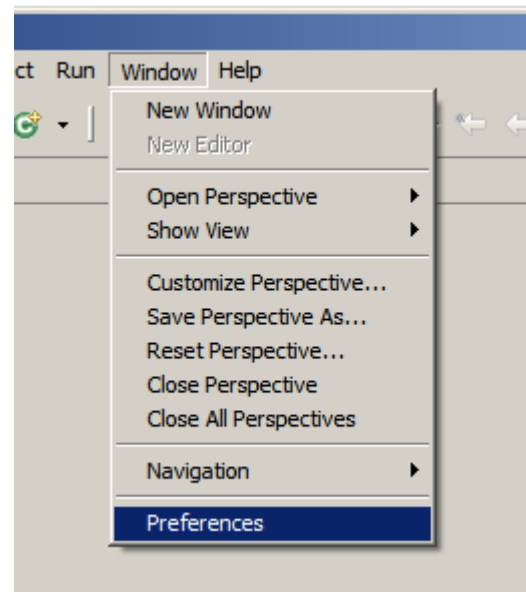 ct Run Window Help
New Window
New Editor
Open Perspective
Show View
Customize Perspective...
Save Perspective As...
Reset Perspective...
Close Perspective
Close All Perspectives
Navigation
Preferences